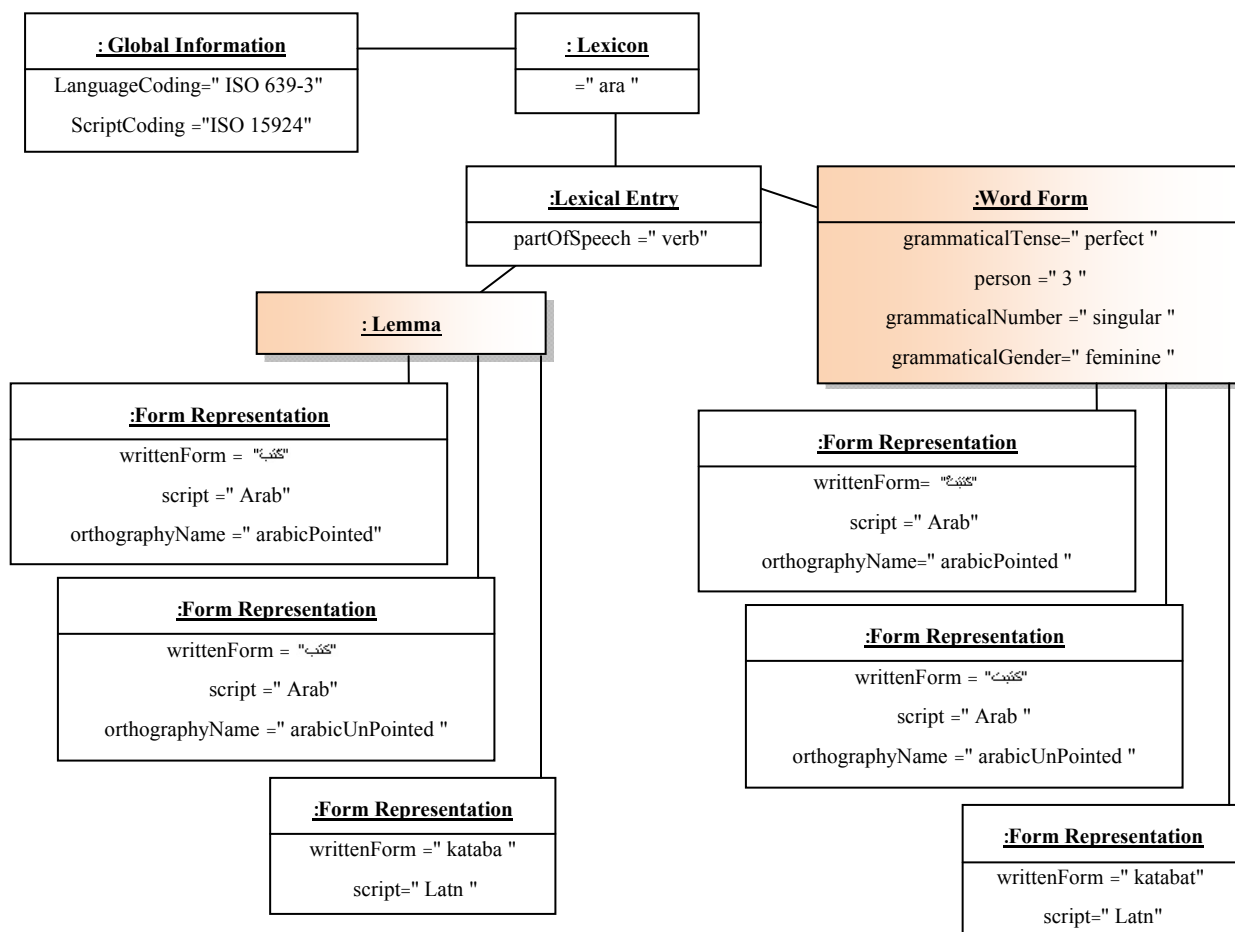 : Global Information
LanguageCoding=" ISO 639-3"
ScriptCoding ="ISO 15924"
: Lexicon
=" ara "
:Lexical Entry
partOfSpeech =" verb"
:Word Form
grammaticalTense=" perfect "
person =" 3 "
grammaticalNumber =" singular "
grammaticalGender=" feminine "
: Lemma
:Form Representation
writtenForm =
script =" Arab"
orthographyName =" arabicPointed"
:Form Representation
writtenForm = "كتب"
script =" Arab"
orthographyName =" arabicUnPointed "
:Form Representation
writtenForm =" kataba "
script=" Latn "
:Form Representation
writtenForm=
script =" Arab"
orthographyName=" arabicPointed "
:Form Representation
writtenForm = "كتبت"
script =" Arab "
orthographyName =" arabicUnPointed "
:Form Representation
writtenForm =" katabat"
script=" Latn"